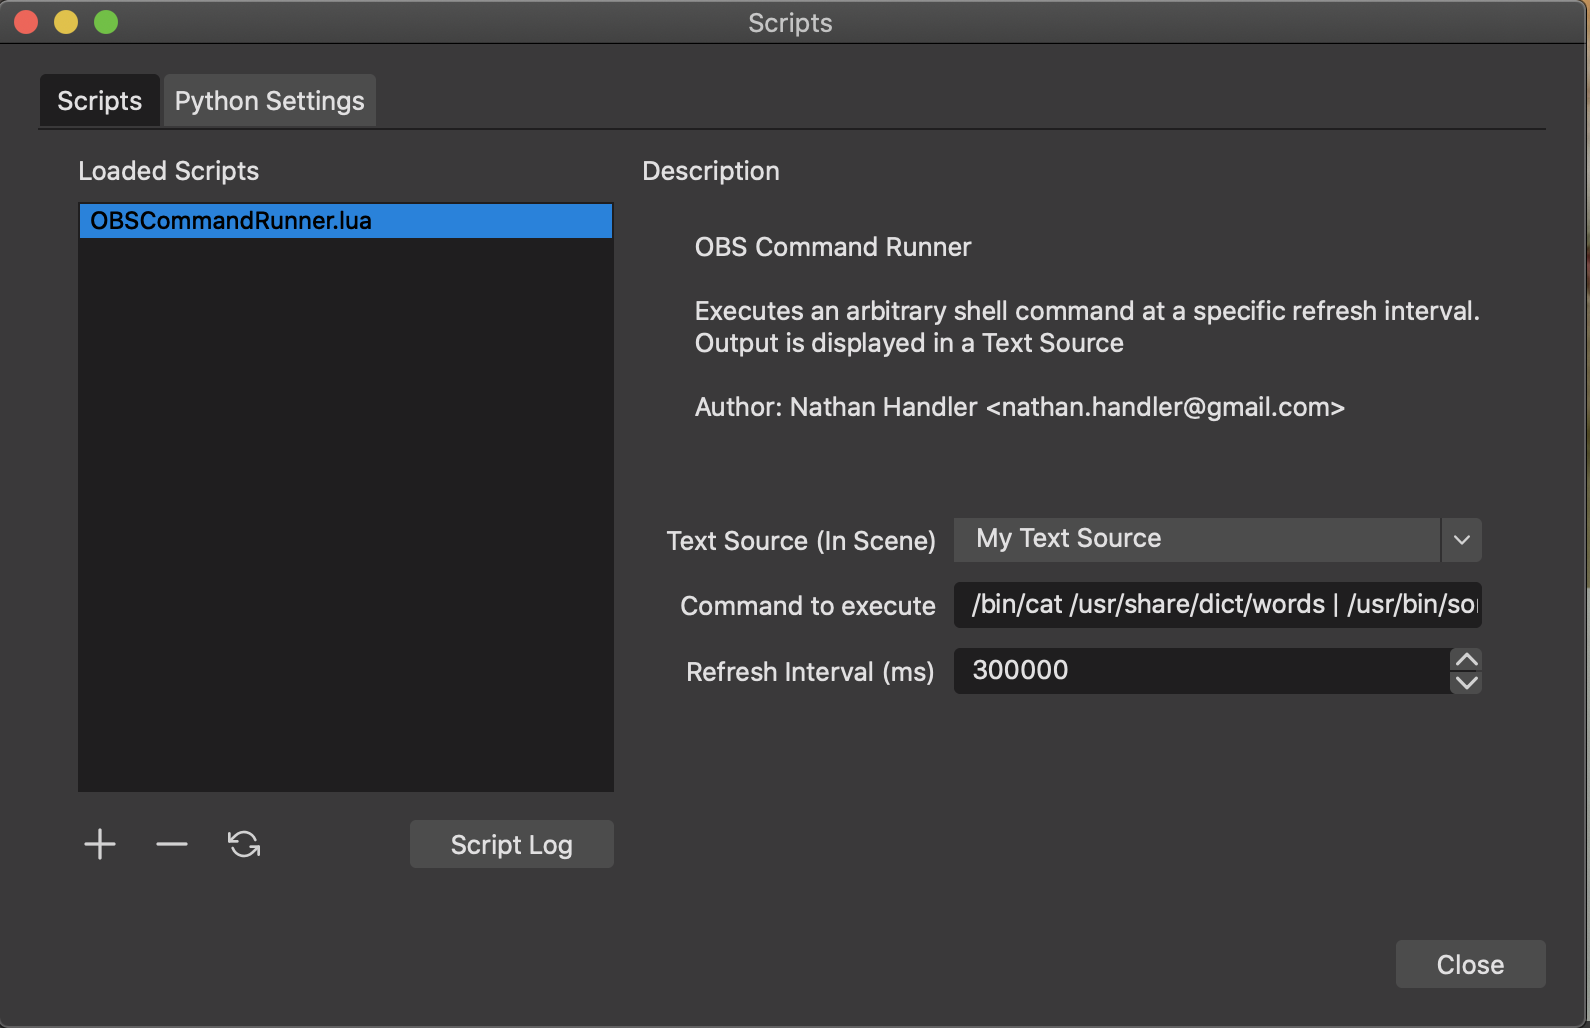 Scripts
Scripts
Python Settings
Loaded Scripts
Description
OBSCommandRunner.lua
OBS Command Runner
Executes an arbitrary shell command at a specific refresh interval.
Output is displayed in a Text Source
Author: Nathan Handler <nathan.handler@gmail.com>
Text Source (In Scene)
My Text Source
Command to execute
/bin/cat /usr/share/dict/words | /usr/bin/so
Refresh Interval (ms)
300000
Script Log
Close